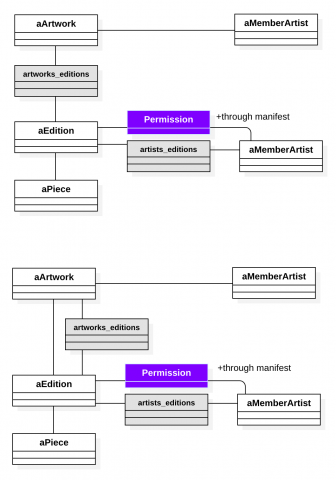 aArtwork
aMemberArtist
artworks_editions
aEdition
Permission
+through manifest
artists_editions
aMemberArtist
aPiece
aArtwork
aMemberArtist
artworks_editions
Permission
+through manifest
aEdition
artists_editions
aMemberArtist
aPiece